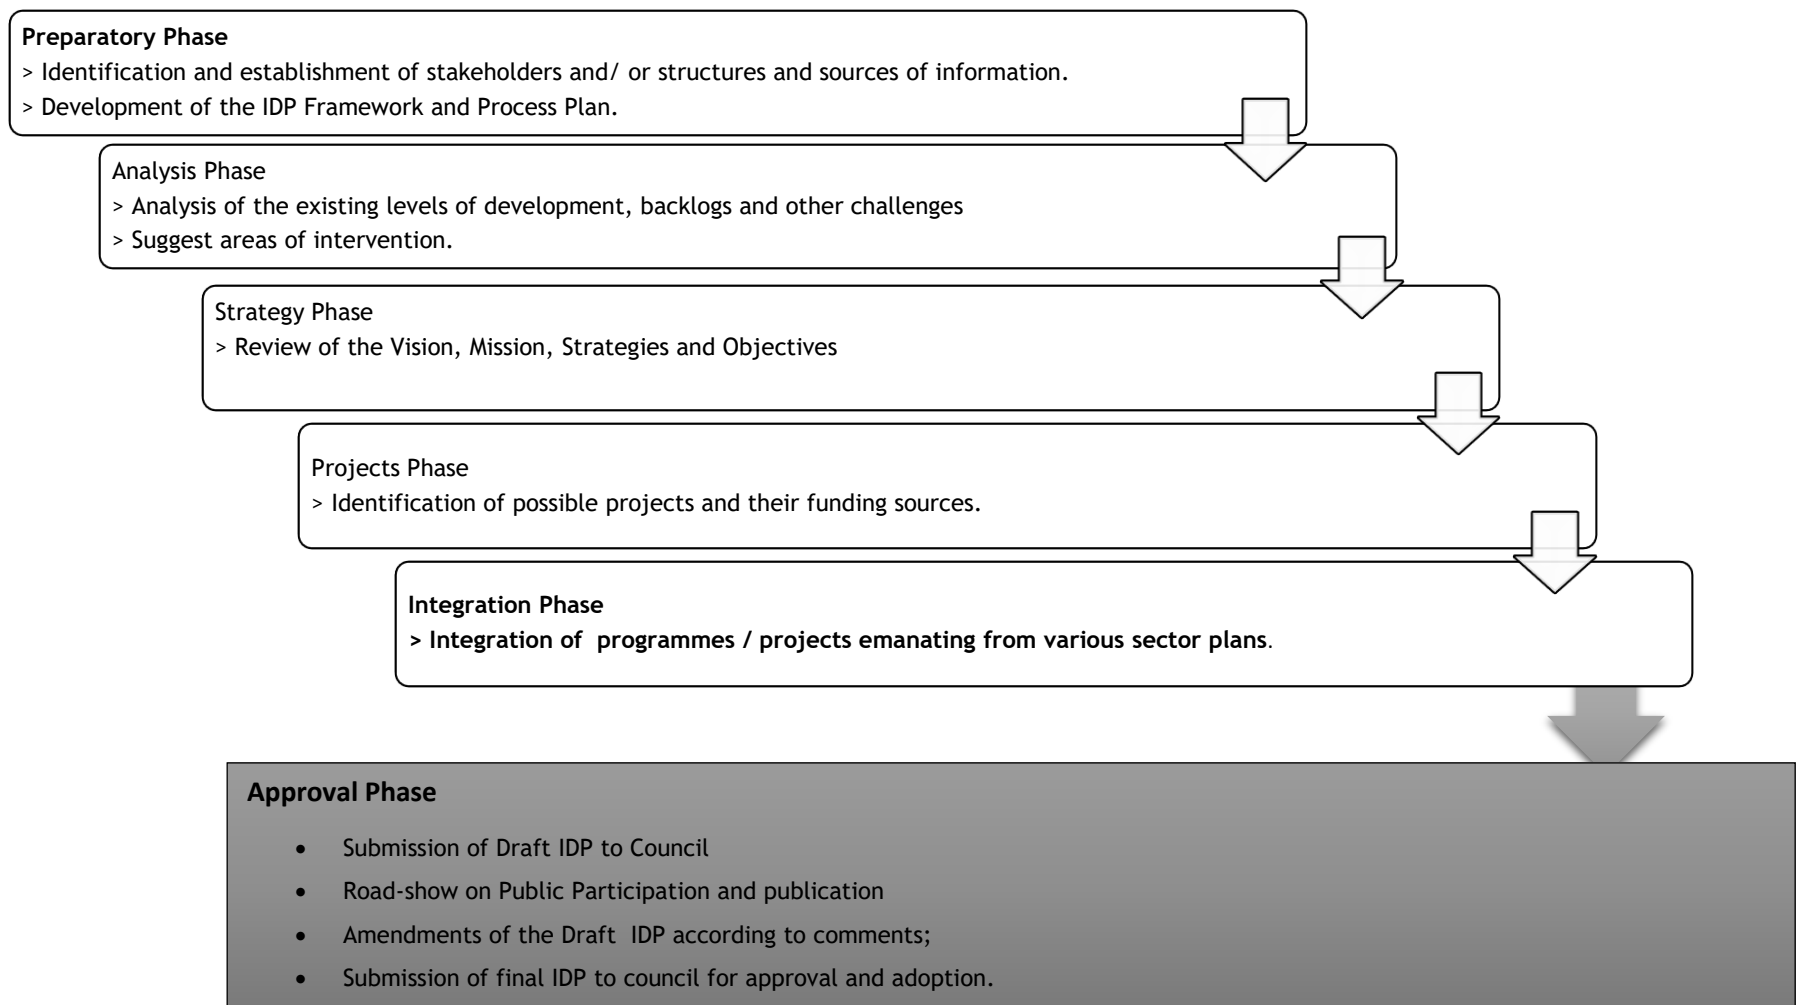 Preparatory Phase
> Identification and establishment of stakeholders and/ or structures and sources of information.
> Development of the IDP Framework and Process Plan.
Analysis Phase
> Analysis of the existing levels of development, backlogs and other challenges
> Suggest areas of intervention.
Strategy Phase
> Review of the Vision, Mission, Strategies and Objectives
Projects Phase
> Identification of possible projects and their funding sources.
Integration Phase
> Integration of  programmes / projects emanating from various sector plans.
Approval Phase
• Submission of Draft IDP to Council
• Road-show on Public Participation and publication
• Amendments of the Draft  IDP according to comments;
• Submission of final IDP to council for approval and adoption.